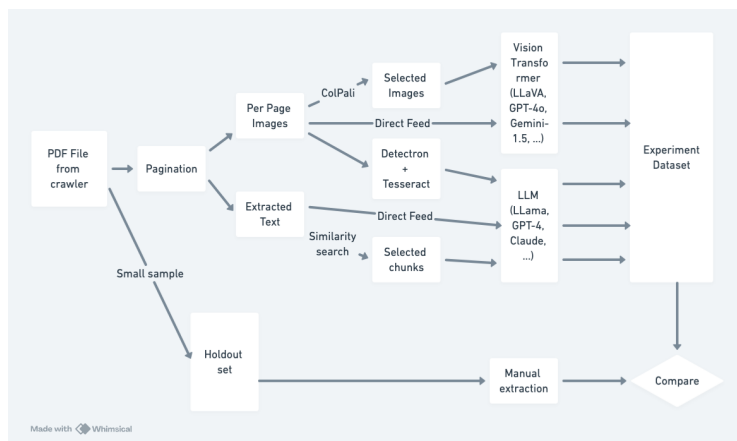 PDF File
from
crawler
Pagination
Per Page
Images
Extracted
Text
ColPali
Direct Feed
Selected
Images
Detectron
+
Tesseract
Direct Feed
Similarity
search
Selected
chunks
Vision
Transfo
rmer
(LLaVA,
GPT-4o,
Gemini-
1.5, ...)
LLM
(LLama,
GPT-4,
Claude,
...)
Experiment
Dataset
Small sample
Holdout
set
Manual
extraction
Compare
Made with Whimsical